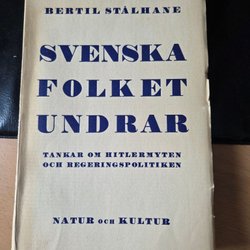 BERTIL STÅLHANE
SVENSKA
FOLKET
UNDRAR
TANKAR OM HITLERMYTEN
OCH REGERINGSPOLITIKEN
NATUR OCH KULTUR